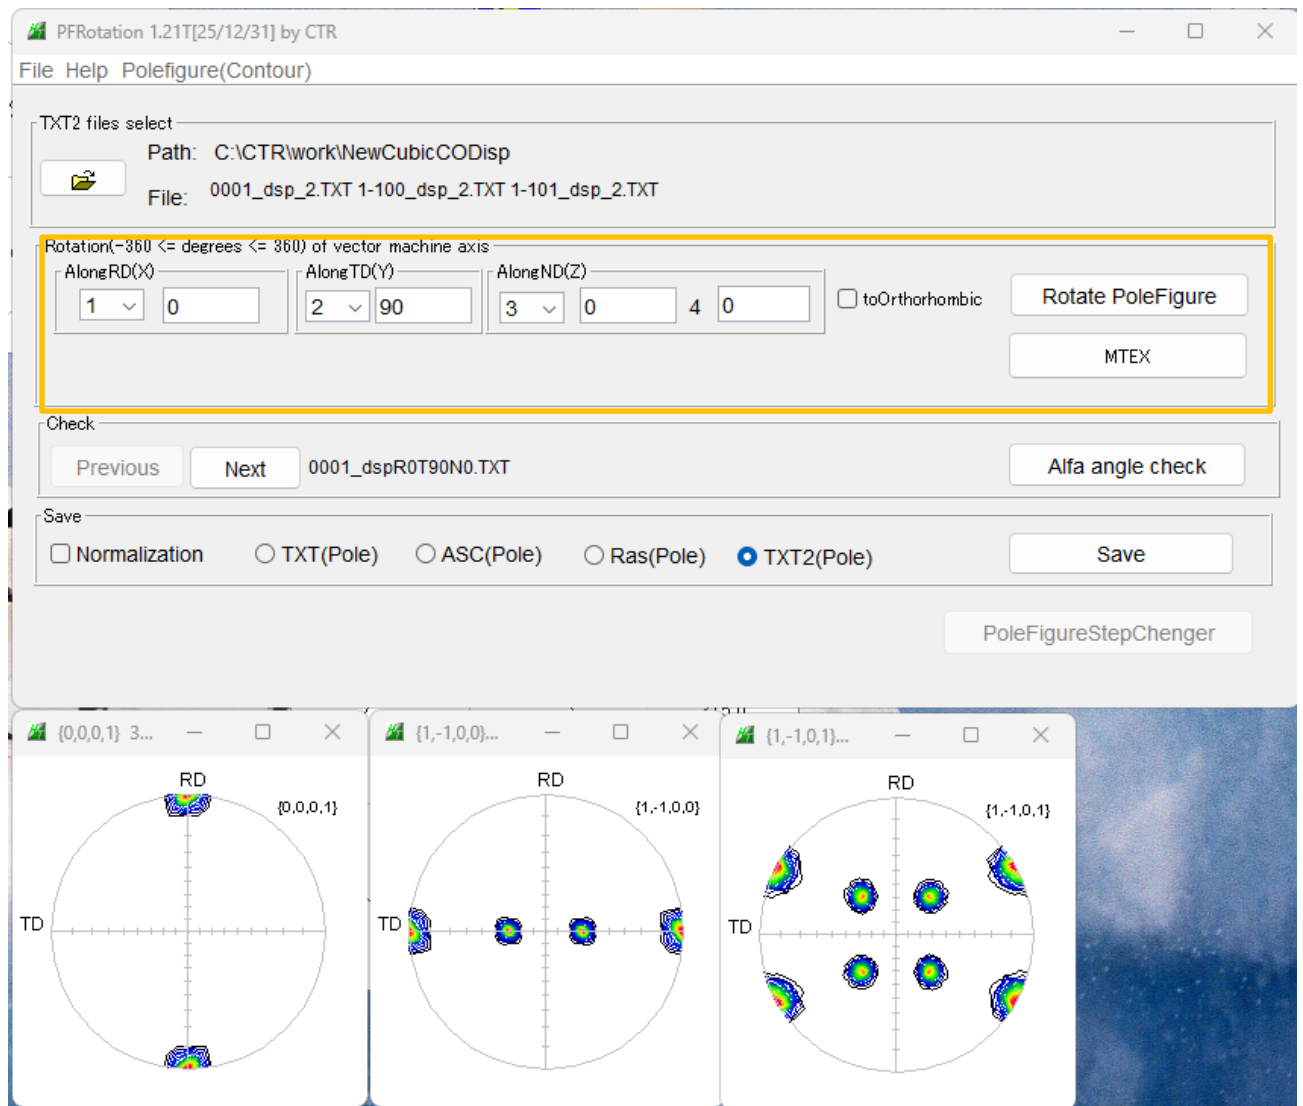 PFRotation 1.21T[25/12/31] by CTR
File Help Polefigure(Contour)
TXT2 files select
Path: C:\CTR\work\NewCubicCODisp
File: 0001_dsp_2.TXT 1-100_dsp_2.TXT 1-101_dsp_2.TXT
Rotation(-360 <= degrees <= 360) of vector machine axis
AlongRD(X) AlongTD(Y) AlongND(Z)
1 0 2 90 3 0 4 0 toOrthorhombic Rotate PoleFigure
MTEX
Check
Previous Next 0001_dspR0T90N0.TXT Alfa angle check
Save
Normalization TXT(Pole) ASC(Pole) Ras(Pole) TXT2(Pole) Save
PoleFigureStepChenger
{0,0,0,1} 3... {1,-1,0,0}... {1,-1,0,1}...
RD RD RD
{0,0,0,1} {1,-1,0,0} {1,-1,0,1}
TD TD TD